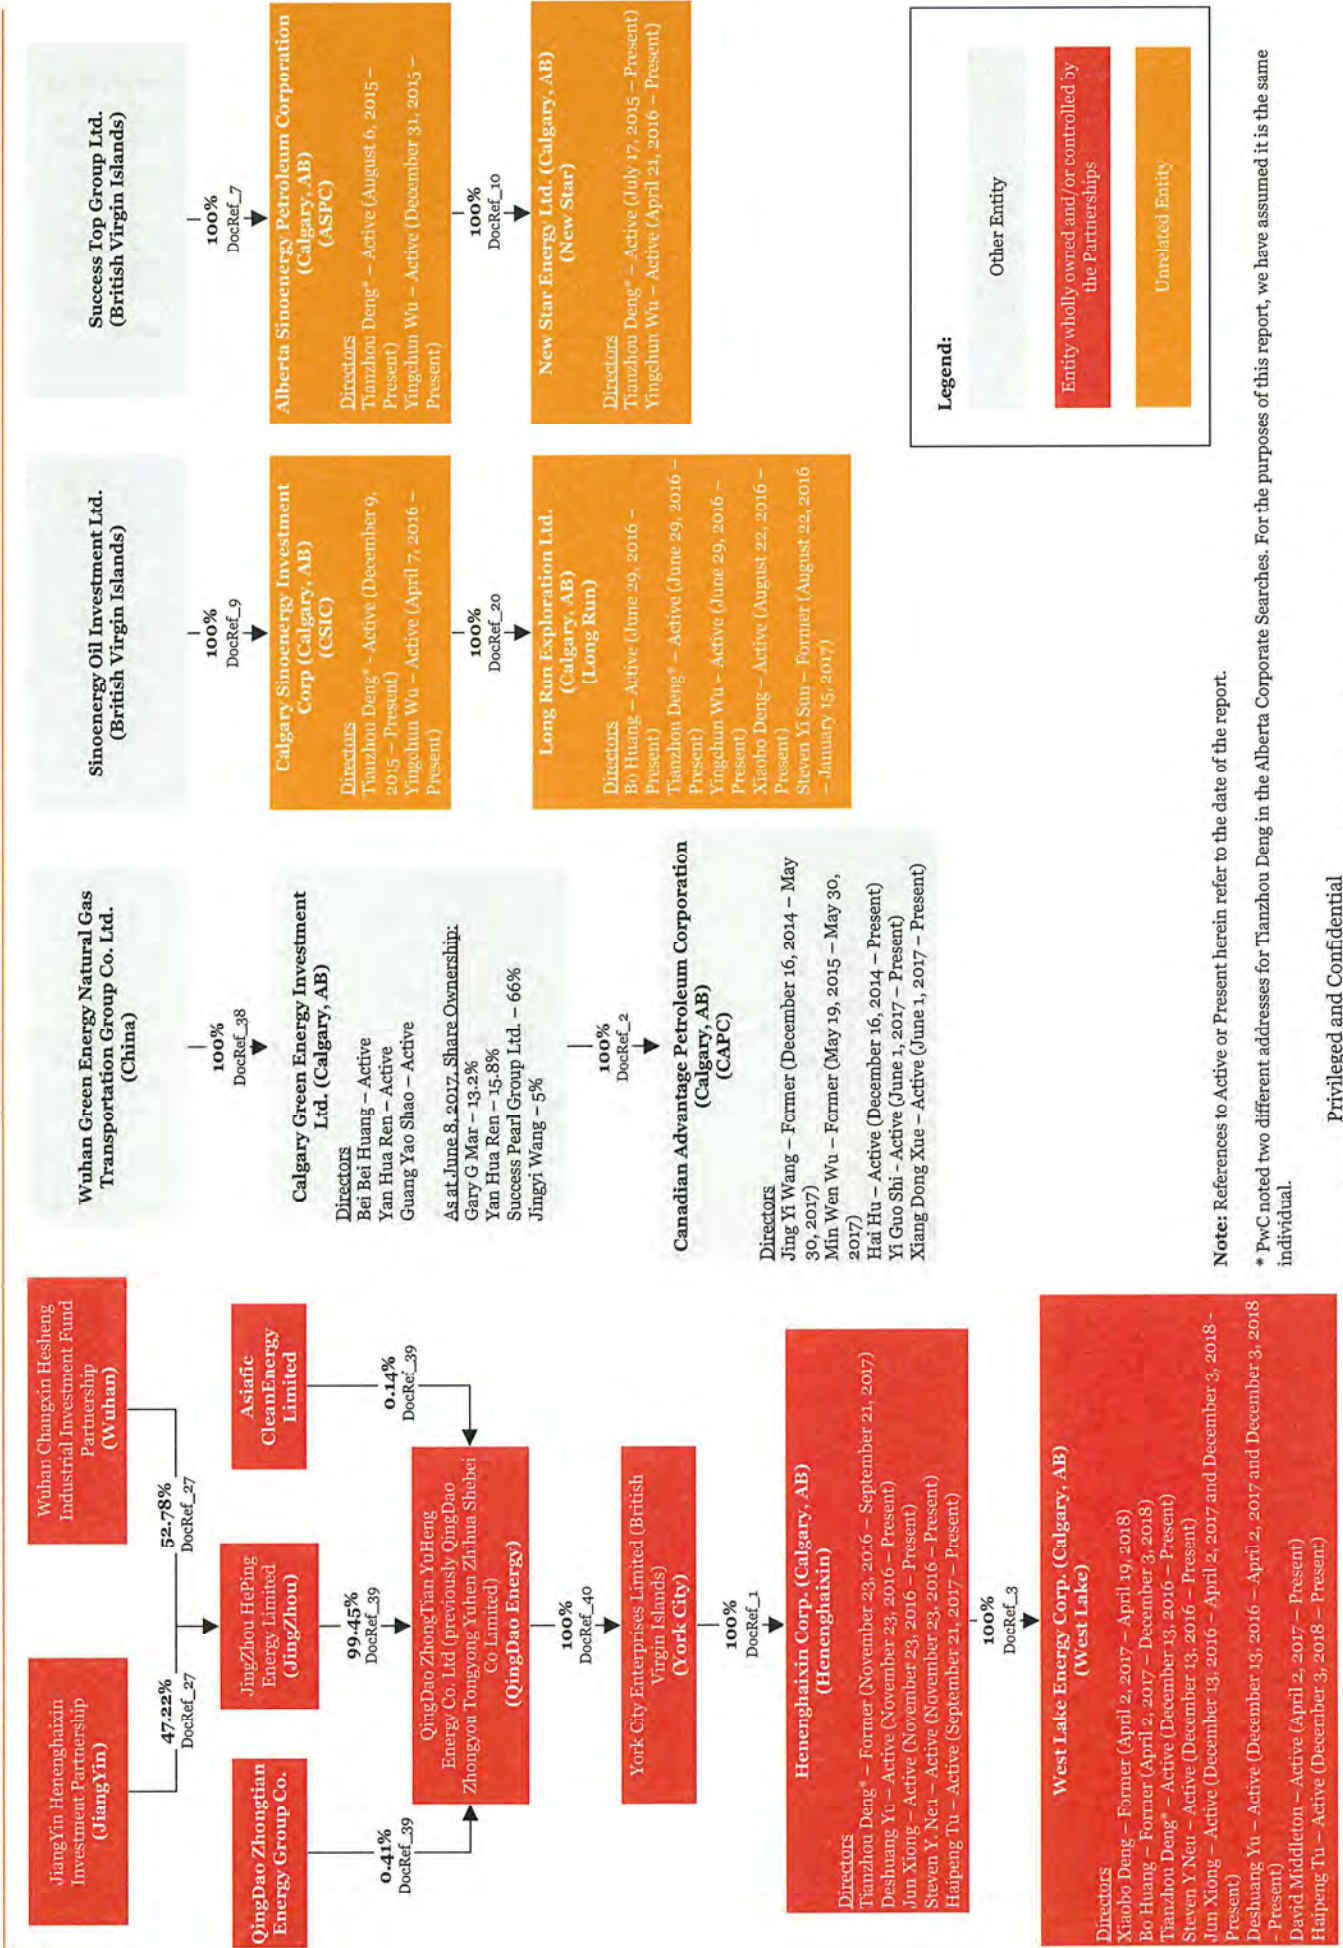 JiangYin Henenghaixin
Investment Partnership
(JiangYin)
Wuhan Changxin Hesheng
Industrial Investment Fund
Partnership
(Wuhan)
47.22%
DocRef_27
52.78%
DocRef_27
QingDao Zhongtian
Energy Group Co.
JingZhou HePing
Energy Limited
(JingZhou)
Asiafic
CleanEnergy
Limited
0.41%
DocRef_39
99.45%
DocRef_39
0.14%
DocRef_39
QingDao ZhongTian YuHeng
Energy Co. Ltd (previously QingDao
Zhongyou Tongyong Yuhen Zhihua Shebei
Co Limited)
(QingDao Energy)
100%
DocRef_40
York City Enterprises Limited (British
Virgin Islands)
(York City)
100%
DocRef_1
Henenghaixin Corp. (Calgary, AB)
(Henenghaixin)
Directors
Tianzhou Deng* – Former (November 23, 2016 – September 21, 2017)
Deshuang Yu – Active (November 23, 2016 – Present)
Jun Xiong – Active (November 23, 2016 – Present)
Steven Y Neu – Active (November 23, 2016 – Present)
Haipeng Tu – Active (September 21, 2017 – Present)
100%
DocRef_3
West Lake Energy Corp. (Calgary, AB)
(West Lake)
Directors
Xiaobo Deng – Former (April 2, 2017 – April 19, 2018)
Bo Huang – Former (April 2, 2017 – December 3, 2018)
Tianzhou Deng* – Active (December 13, 2016 – Present)
Steven Y Neu – Active (December 13, 2016 – Present)
Jun Xiong – Active (December 13, 2016 – April 2, 2017 and December 3, 2018 -
Present)
Deshuang Yu – Active (December 13, 2016 – April 2, 2017 and December 3, 2018
- Present)
David Middleton – Active (April 2, 2017 – Present)
Haipeng Tu – Active (December 3, 2018 – Present)
Wuhan Green Energy Natural Gas
Transportation Group Co. Ltd.
(China)
100%
DocRef_38
Calgary Green Energy Investment
Ltd. (Calgary, AB)
Directors
Bei Bei Huang – Active
Yan Hua Ren – Active
Guang Yao Shao – Active
As at June 8, 2017, Share Ownership:
Gary G Mar – 13.2%
Yan Hua Ren – 15.8%
Success Pearl Group Ltd. – 66%
Jingyi Wang – 5%
100%
DocRef_2
Canadian Advantage Petroleum Corporation
(Calgary, AB)
(CAPC)
Directors
Jing Yi Wang – Former (December 16, 2014 – May
30, 2017)
Min Wen Wu – Former (May 19, 2015 – May 30,
2017)
Hai Hu – Active (December 16, 2014 – Present)
Yi Guo Shi - Active (June 1, 2017 – Present)
Xiang Dong Xue – Active (June 1, 2017 – Present)
Sinoenergy Oil Investment Ltd.
(British Virgin Islands)
100%
DocRef_9
Calgary Sinoenergy Investment
Corp (Calgary, AB)
(CSIC)
Directors
Tianzhou Deng* - Active (December 9,
2015 – Present)
Yingchun Wu – Active (April 7, 2016 –
Present)
100%
DocRef_20
Long Run Exploration Ltd.
(Calgary, AB)
[Long Run)
Directors
Bo Huang – Active (June 29, 2016 –
Present)
Tianzhou Deng* – Active (June 29, 2016 –
Present)
Yingchun Wu – Active (June 29, 2016 –
Present)
Xiaobo Deng – Active (August 22, 2016 –
Present)
Steven Yi Sun – Former (August 22, 2016
– January 15, 2017)
Success Top Group Ltd.
(British Virgin Islands)
100%
DocRef_7
Alberta Sinoenergy Petroleum Corporation
(Calgary, AB)
(ASPC)
Directors
Tianzhou Deng* – Active (August 6, 2015 –
Present)
Yingchun Wu – Active (December 31, 2015 –
Present)
100%
DocRef_10
New Star Energy Ltd. (Calgary, AB)
(New Star)
Directors
Tianzhou Deng* – Active (July 17, 2015 – Present)
Yingchun Wu – Active (April 21, 2016 – Present)
Legend:
Other Entity
Entity wholly owned and/or controlled by
the Partnerships
Unrelated Entity
Note: References to Active or Present herein refer to the date of the report.
* PwC noted two different addresses for Tianzhou Deng in the Alberta Corporate Searches. For the purposes of this report, we have assumed it is the same
individual.
Privileged and Confidential